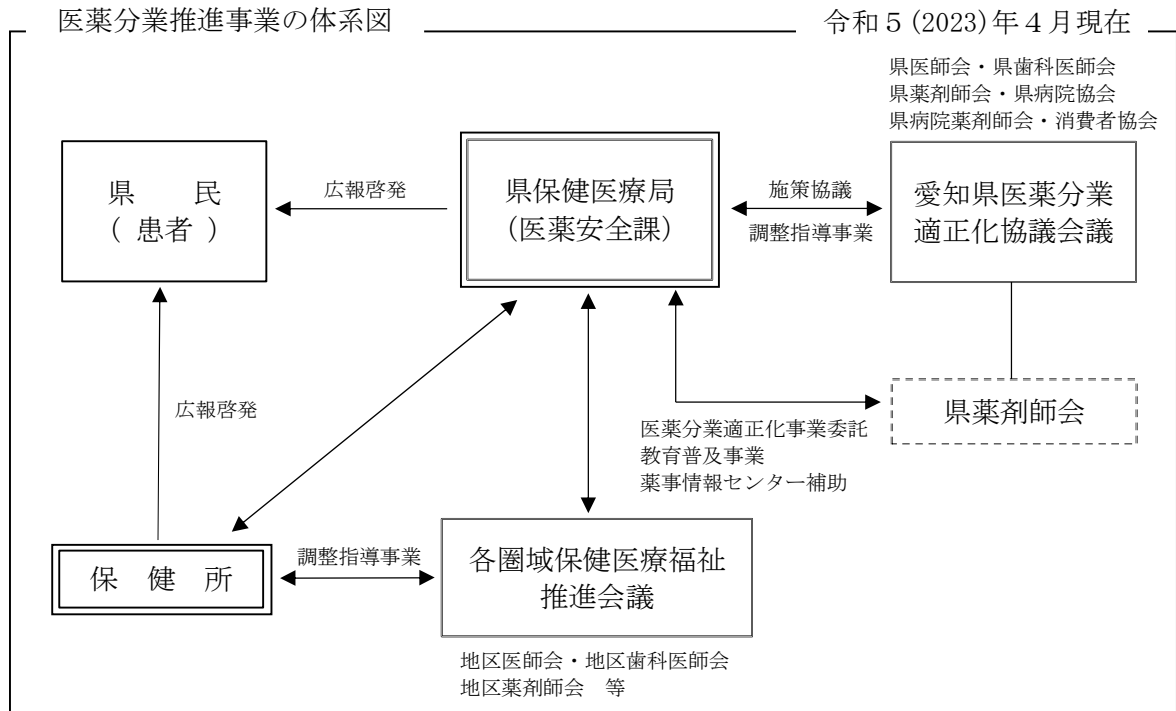 医薬分業推進事業の体系図
令和５(2023)年４月現在
県医師会・県歯科医師会
県薬剤師会・県病院協会
県病院薬剤師会・消費者協会
県　　民
（ 患者 ）
広報啓発
県保健医療局
（医薬安全課）
施策協議
調整指導事業
愛知県医薬分業
適正化協議会議
広報啓発
県薬剤師会
医薬分業適正化事業委託
教育普及事業
薬事情報センター補助
保　健　所
調整指導事業
各圏域保健医療福祉
推進会議
地区医師会・地区歯科医師会
地区薬剤師会　等